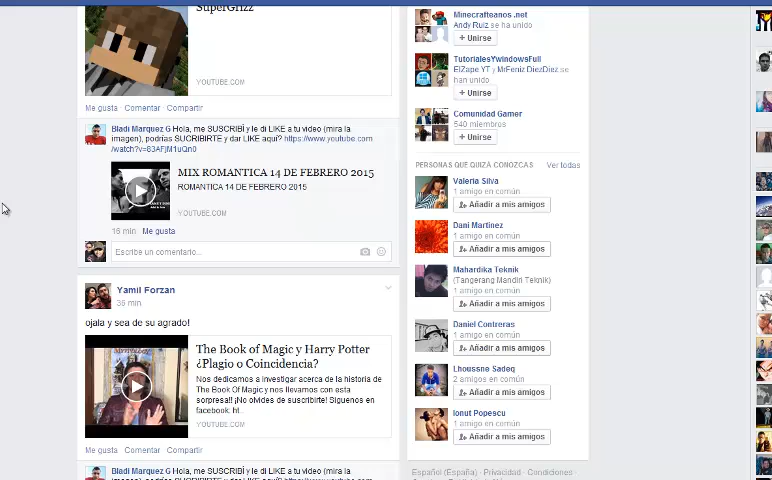 SuperGrizz
YOUTUBE.COM
Me gusta · Comentar · Compartir
Bladi Marquez G Hola, me SUSCRIBÍ y le di LIKE a tu video (mira la
imagen), podrías SUCRIBIRTE y dar LIKE aquí? https://www.youtube.com
/watch?v=83AFjM1uQn0
MIX ROMANTICA 14 DE FEBRERO 2015
ROMANTICA 14 DE FEBRERO 2015
YOUTUBE.COM
16 min · Me gusta
Escribe un comentario...
Yamil Forzan
36 min
ojala y sea de su agrado!
The Book of Magic y Harry Potter
¿Plagio o Coincidencia?
Nos dedicamos a investigar acerca de la historia de
The Book Of Magic y nos llevamos con esta
sorpresa!! ¡No olvides de suscribirte! Siguenos en
facebook: ht..
YOUTUBE.COM
Me gusta · Comentar · Compartir
Bladi Marquez G Hola, me SUSCRIBÍ y le di LIKE a tu video (mira la
Minecrafteanos .net
Andy Ruiz se ha unido
+ Unirse
TutorialesYwindowsFull
ElZape YT y MrFeniz DiezDiez se
han unido
+ Unirse
Comunidad Gamer
540 miembros
+ Unirse
PERSONAS QUE QUIZÁ CONOZCAS Ver todas
Valeria Silva
1 amigo en común
Añadir a mis amigos
Dani Martinez
1 amigo en común
Añadir a mis amigos
Mahardika Teknik
(Tangerang Mandiri Teknik)
1 amigo en común
Añadir a mis amigos
Daniel Contreras
1 amigo en común
Añadir a mis amigos
Lhoussne Sadeq
2 amigos en común
Añadir a mis amigos
Ionut Popescu
1 amigo en común
Añadir a mis amigos
Español (España) · Privacidad · Condiciones ·